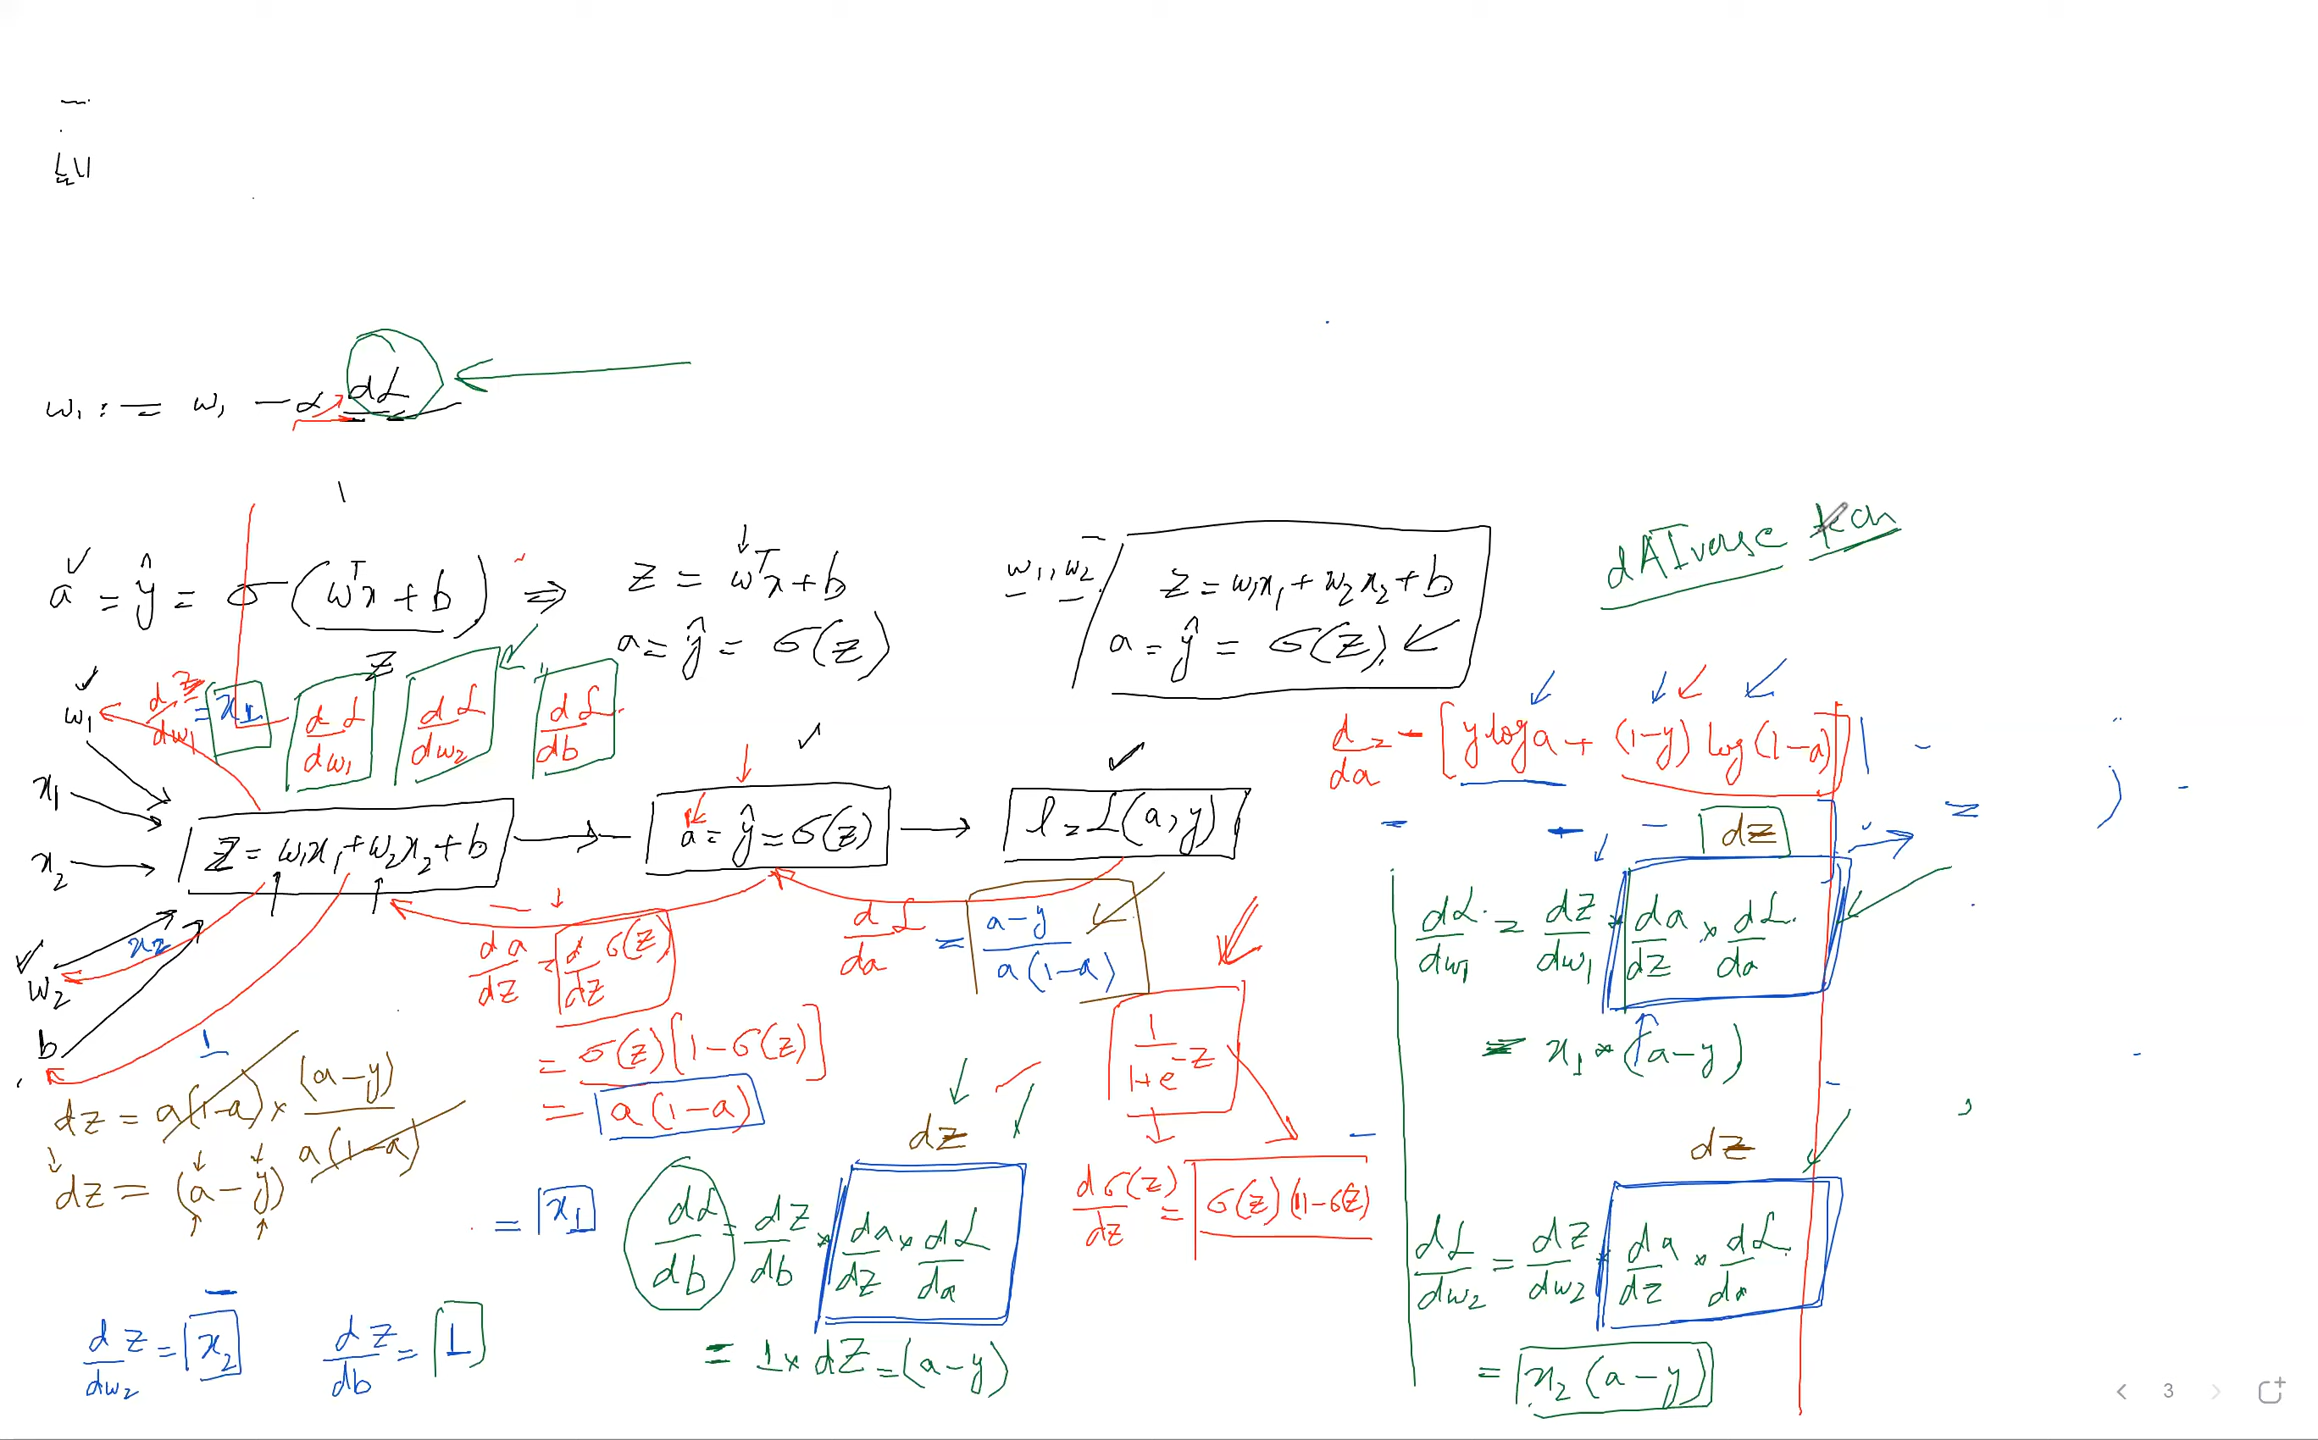 w₁ := w₁ − α dL
a = ŷ = σ(wᵀx + b) ⇒ z = wᵀx + b
z
a = ŷ = σ(z)
w₁, w₂
z = w₁x₁ + w₂x₂ + b
a = ŷ = σ(z)
dAIverse
w₁
dz/dw₁ = x₁
dL/dw₁
dL/dw₂
dL/db
d/da = -[y log a + (1-y) log(1-a)]
x₁
x₂
z = w₁x₁ + w₂x₂ + b
a = ŷ = σ(z)
l = L(a, y)
x₂
w₂
b
1
da/dz = d/dz σ(z)
= σ(z)[1-σ(z)]
= a(1-a)
d/da L = a-y/a(1-a)
1/1+e^-z
dσ(z)/dz = σ(z)(1-σ(z))
dz
dL/dw₁ = dz/dw₁ * da/dz × dL/da
= x₁ * (a-y)
dz = a(1-a) × (a-y)/a(1-a)
dz = (a-y)
= x₁
dz
dL/db = dz/db * da/dz × dL/da
= 1 × dz = (a-y)
dz
dL/dw₂ = dz/dw₂ * da/dz × dL/da
= x₂(a-y)
dz/dw₂ = x₂
dz/db = 1
3